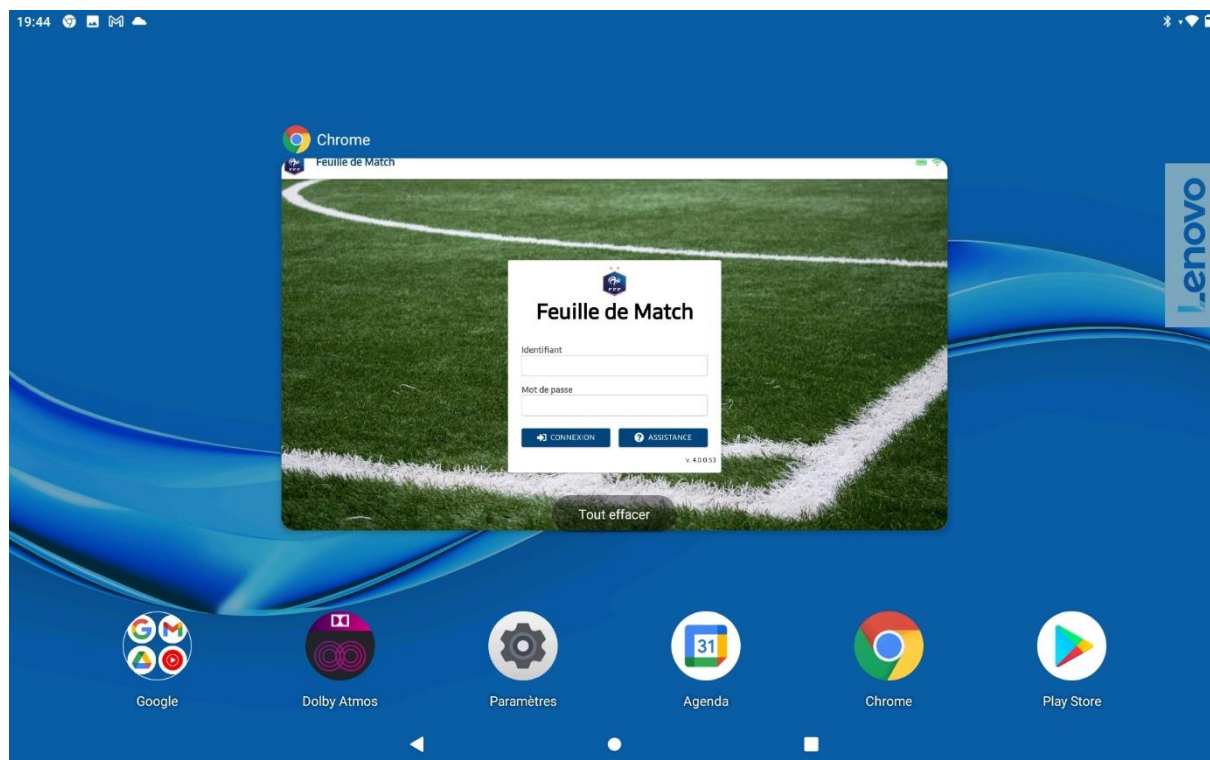 19:44
Chrome
Feuille de Match
Lenovo
FFF
Feuille de Match
Identifiant
Mot de passe
CONNEXION
ASSISTANCE
v. 4.0.0.53
Tout effacer
31
Google
Dolby Atmos
Paramètres
Agenda
Chrome
Play Store